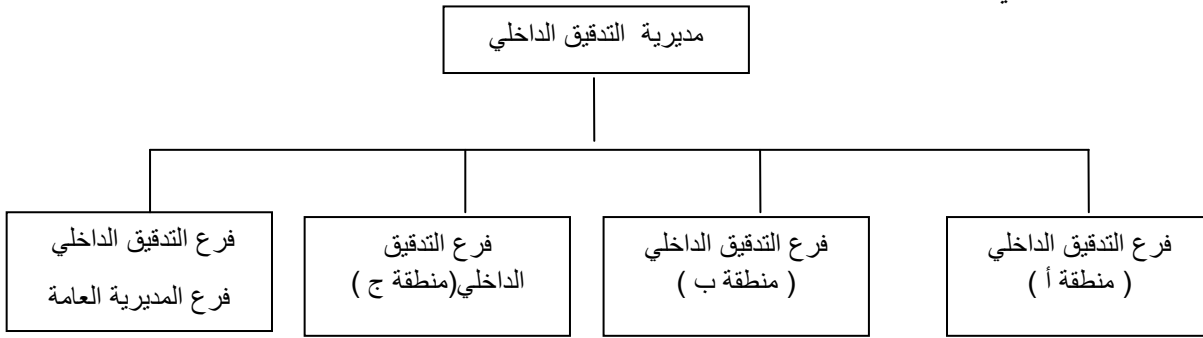 مديرية التدقيق الداخلي
فرع التدقيق الداخلي
( منطقة أ )
فرع التدقيق الداخلي
( منطقة ب )
فرع التدقيق
الداخلي(منطقة ج )
فرع التدقيق الداخلي
فرع المديرية العامة